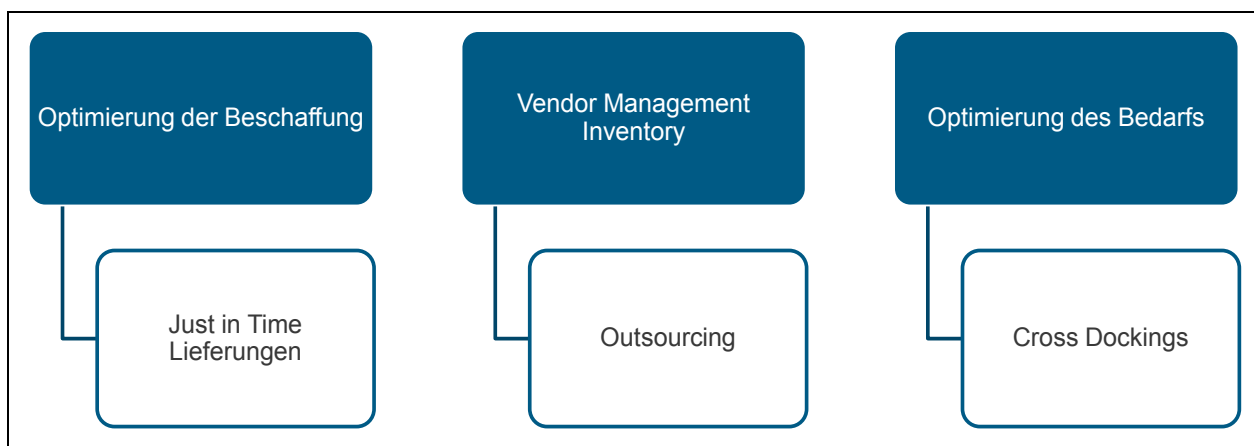 Optimierung der Beschaffung
Just in Time
Lieferungen
Vendor Management
Inventory
Outsourcing
Optimierung des Bedarfs
Cross Dockings